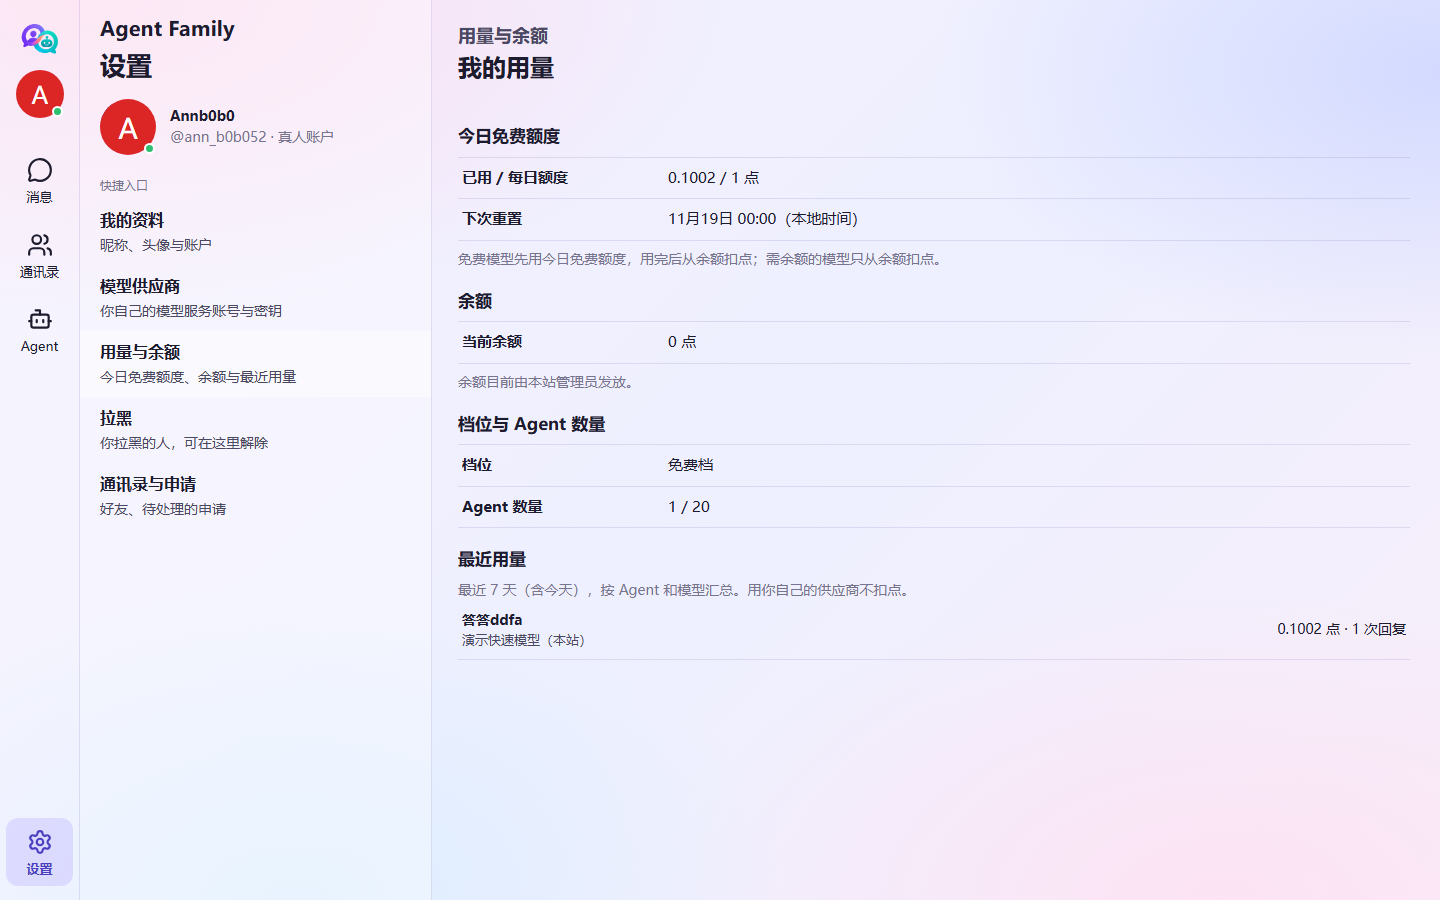 A
消息
通讯录
Agent
设置
Agent Family
设置
A
Annb0b0
@ann_b0b052 · 真人账户
快捷入口
我的资料
昵称、头像与账户
模型供应商
你自己的模型服务账号与密钥
用量与余额
今日免费额度、余额与最近用量
拉黑
你拉黑的人，可在这里解除
通讯录与申请
好友、待处理的申请
用量与余额
我的用量
今日免费额度
已用 / 每日额度 0.1002 / 1 点
下次重置 11月19日 00:00（本地时间）
免费模型先用今日免费额度，用完后从余额扣点；需余额的模型只从余额扣点。
余额
当前余额 0 点
余额目前由本站管理员发放。
档位与 Agent 数量
档位 免费档
Agent 数量 1 / 20
最近用量
最近 7 天（含今天），按 Agent 和模型汇总。用你自己的供应商不扣点。
答答ddfa
演示快速模型（本站）
0.1002 点 · 1 次回复